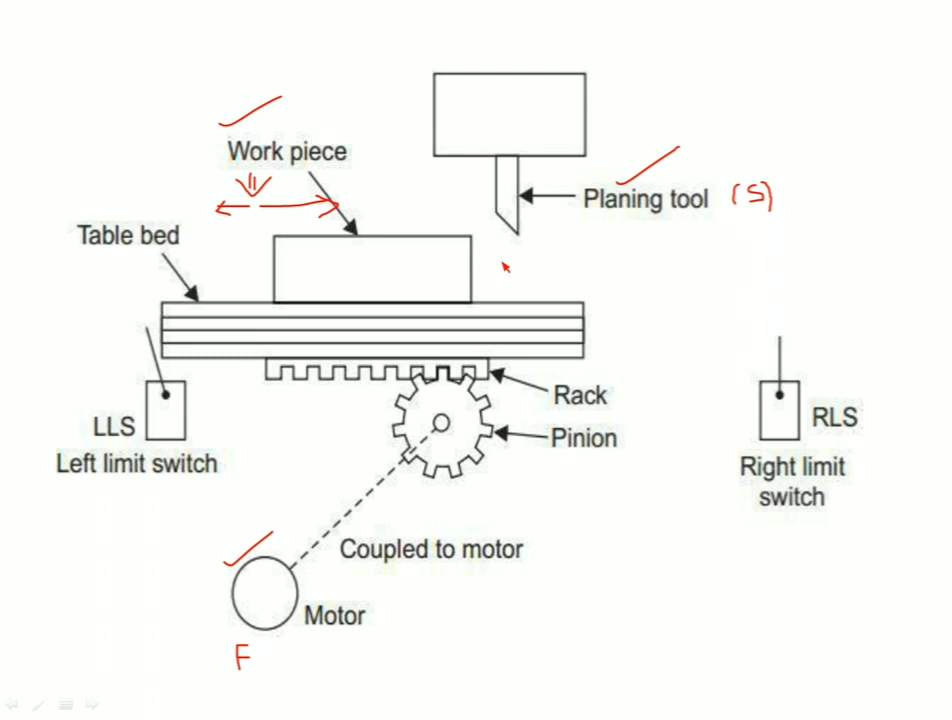 Work piece
Planing tool (S)
Table bed
Rack
Pinion
LLS
Left limit switch
RLS
Right limit
switch
Coupled to motor
Motor
F